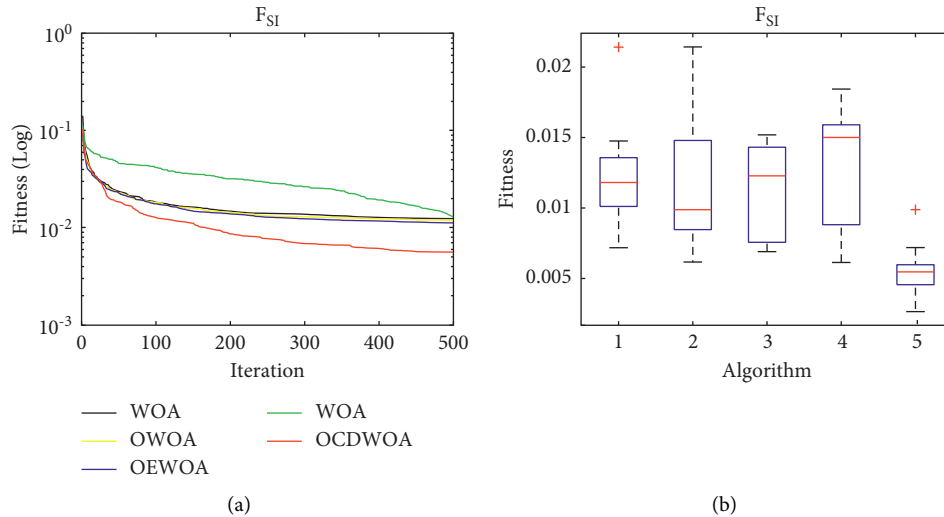 F_SI
10^0
10^-1
10^-2
10^-3
Fitness (Log)
0 100 200 300 400 500
Iteration
WOA
OWOA
OEWOA
WOA
OCDWOA
(a)
F_SI
0.02
0.015
0.01
0.005
Fitness
1 2 3 4 5
Algorithm
(b)